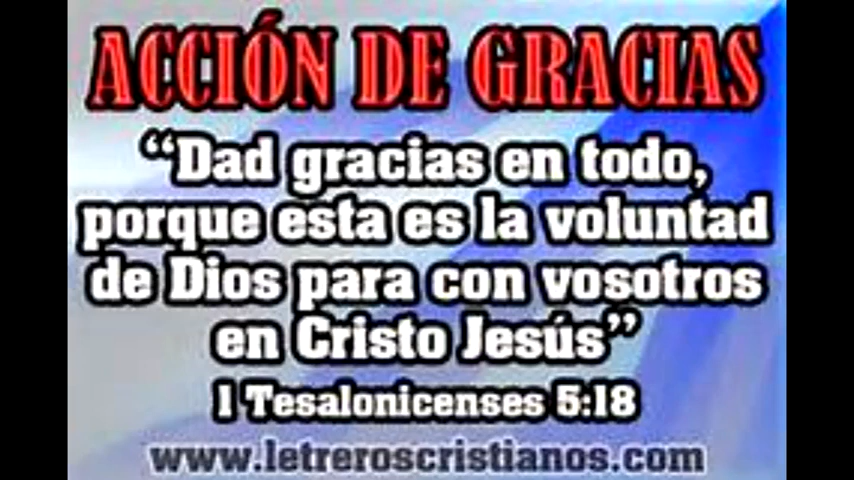 ACCIÓN DE GRACIAS
“Dad gracias en todo,
porque esta es la voluntad
de Dios para con vosotros
en Cristo Jesús”
1 Tesalonicenses 5:18
www.letreroscristianos.com